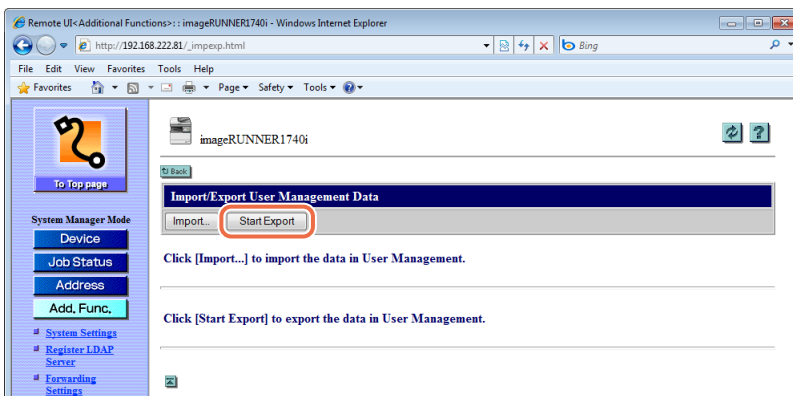 Remote UI<Additional Functions>: : imageRUNNER1740i - Windows Internet Explorer
http://192.168.222.81/_impexp.html
Bing
File Edit View Favorites Tools Help
Favorites Page Safety Tools
imageRUNNER1740i
To Top page
Back
Import/Export User Management Data
System Manager Mode
Import... Start Export
Device
Job Status
Click [Import...] to import the data in User Management.
Address
Add. Func.
Click [Start Export] to export the data in User Management.
System Settings
Register LDAP
Server
Forwarding
Settings